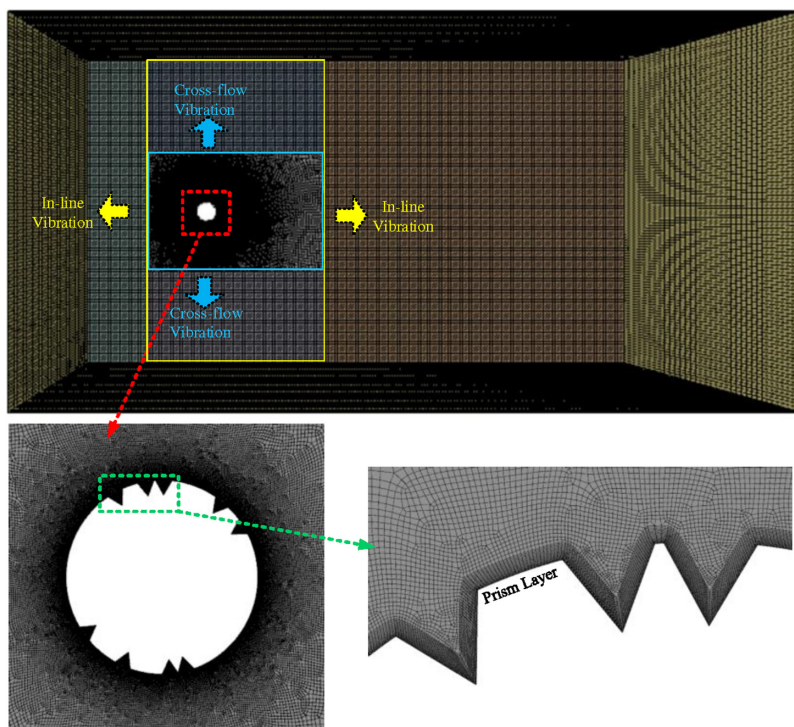 Cross-flow
Vibration
In-line
Vibration
In-line
Vibration
Cross-flow
Vibration
Prism Layer